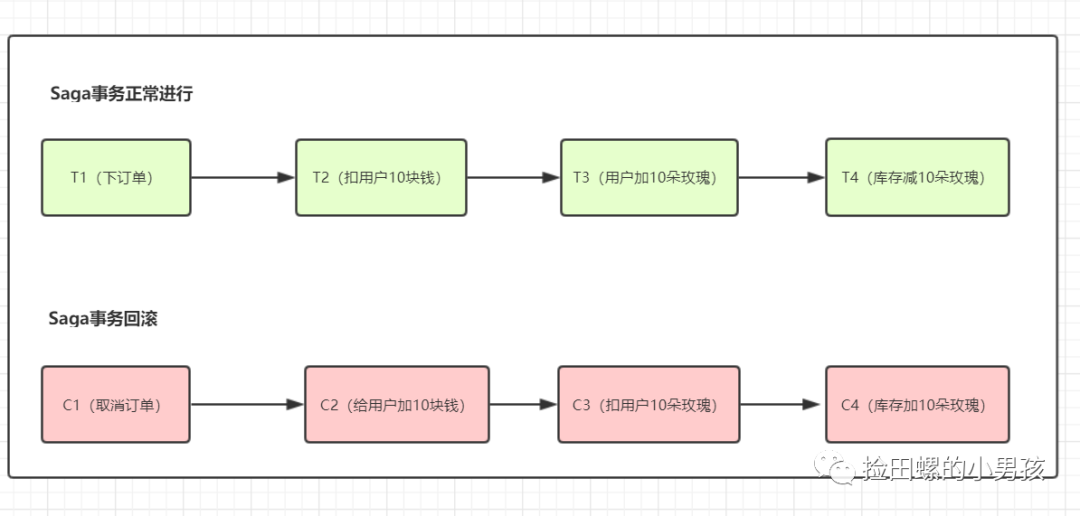 Saga事务正常进行
T1（下订单）
T2（扣用户10块钱）
T3（用户加10朵玫瑰）
T4（库存减10朵玫瑰）
Saga事务回滚
C1（取消订单）
C2（给用户加10块钱）
C3（扣用户10朵玫瑰）
C4（库存加10朵玫瑰）
捡田螺的小男孩